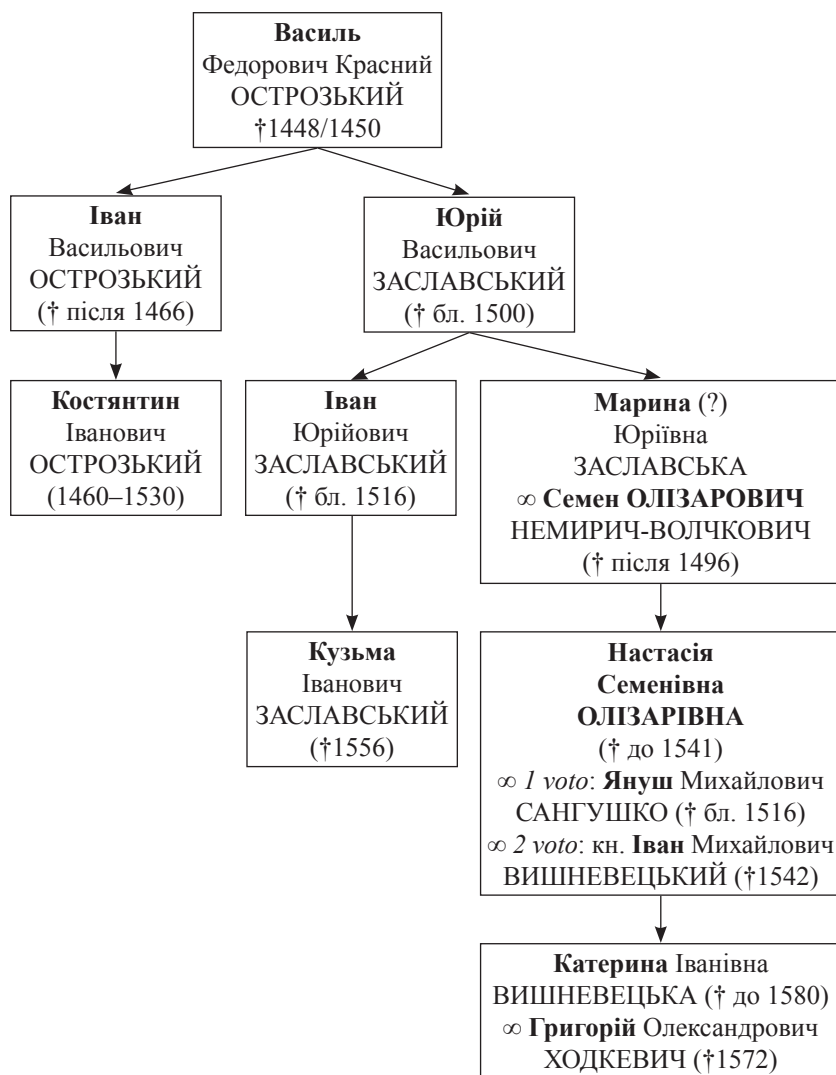 Василь
Федорович Красний
ОСТРОЗЬКИЙ
†1448/1450
Іван
Васильович
ОСТРОЗЬКИЙ
(† після 1466)
Юрій
Васильович
ЗАСЛАВСЬКИЙ
(† бл. 1500)
Костянтин
Іванович
ОСТРОЗЬКИЙ
(1460–1530)
Іван
Юрійович
ЗАСЛАВСЬКИЙ
(† бл. 1516)
Марина (?)
Юріївна
ЗАСЛАВСЬКА
∞ Семен ОЛІЗАРОВИЧ
НЕМИРИЧ-ВОЛЧКОВИЧ
(† після 1496)
Кузьма
Іванович
ЗАСЛАВСЬКИЙ
(†1556)
Настасія
Семенівна
ОЛІЗАРІВНА
(† до 1541)
∞ 1 voto: Януш Михайлович
САНГУШКО († бл. 1516)
∞ 2 voto: кн. Іван Михайлович
ВИШНЕВЕЦЬКИЙ (†1542)
Катерина Іванівна
ВИШНЕВЕЦЬКА († до 1580)
∞ Григорій Олександрович
ХОДКЕВИЧ (†1572)